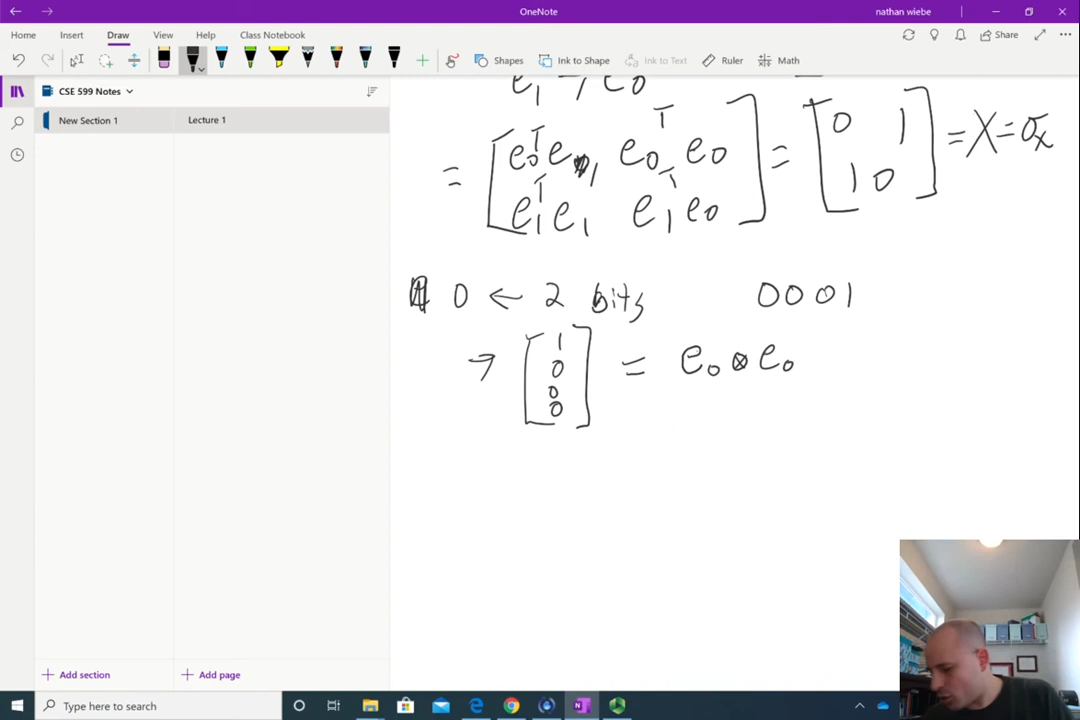 OneNote
nathan wiebe
Home Insert Draw View Help Class Notebook
Share
Shapes Ink to Shape Ink to Text Ruler Math
CSE 599 Notes
New Section 1 Lecture 1
e₁ → e₀
= [ e₀ᵀe₁ e₀ᵀe₀ ] = [ 0 1 ] = X = σₓ
[ e₁ᵀe₁ e₁ᵀe₀ ] [ 1 0 ]
0 ← 2 bits 0001
→ [ 1 0 0 0 ] = e₀ ⊗ e₀
Add section Add page
Type here to search